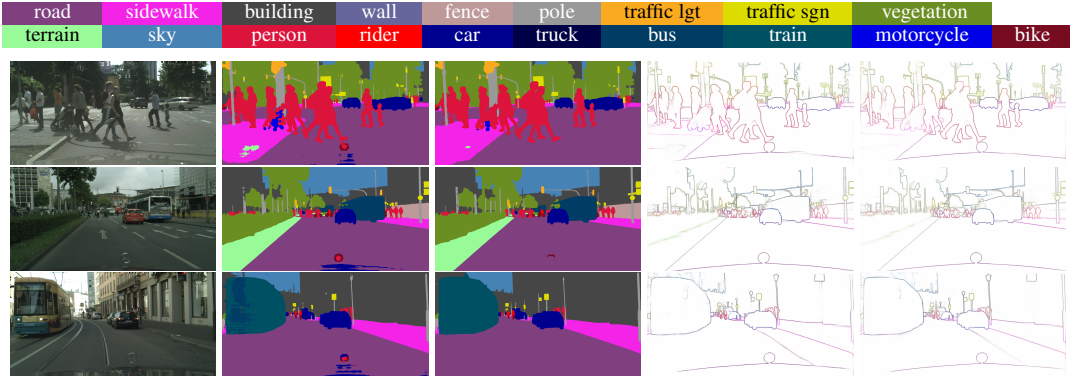 road sidewalk building wall fence pole traffic lgt traffic sgn vegetation
terrain sky person rider car truck bus train motorcycle bike